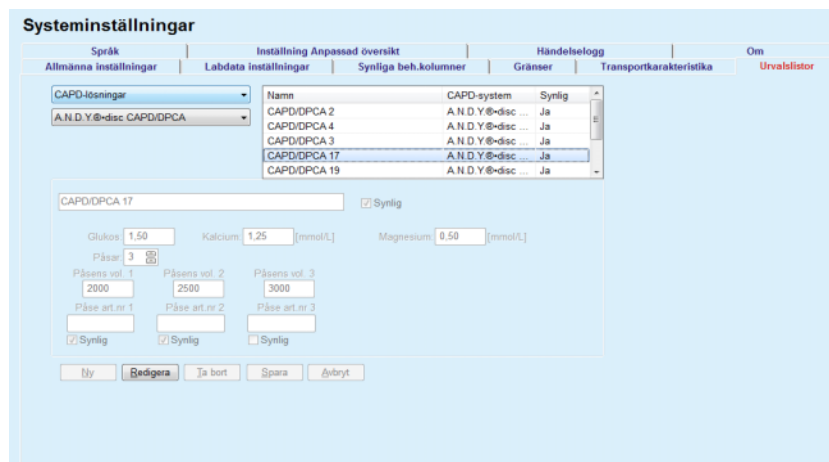 Systeminställningar
Språk Inställning Anpassad översikt Händelselogg Om
Allmänna inställningar Labdata inställningar Synliga beh.kolumner Gränser Transportkarakteristika Urvalslistor
CAPD-lösningar
A.N.D.Y.®•disc CAPD/DPCA
Namn CAPD-system Synlig
CAPD/DPCA 2 A.N.D.Y.®•disc ... Ja
CAPD/DPCA 4 A.N.D.Y.®•disc ... Ja
CAPD/DPCA 3 A.N.D.Y.®•disc ... Ja
CAPD/DPCA 17 A.N.D.Y.®•disc ... Ja
CAPD/DPCA 19 A.N.D.Y.®•disc ... Ja
CAPD/DPCA 17 Synlig
Glukos: 1,50 Kalcium: 1,25 [mmol/L] Magnesium: 0,50 [mmol/L]
Påsar: 3
Påsens vol. 1 Påsens vol. 2 Påsens vol. 3
2000 2500 3000
Påse art.nr 1 Påse art.nr 2 Påse art.nr 3
Synlig Synlig Synlig
Ny Redigera Ta bort Spara Avbryt